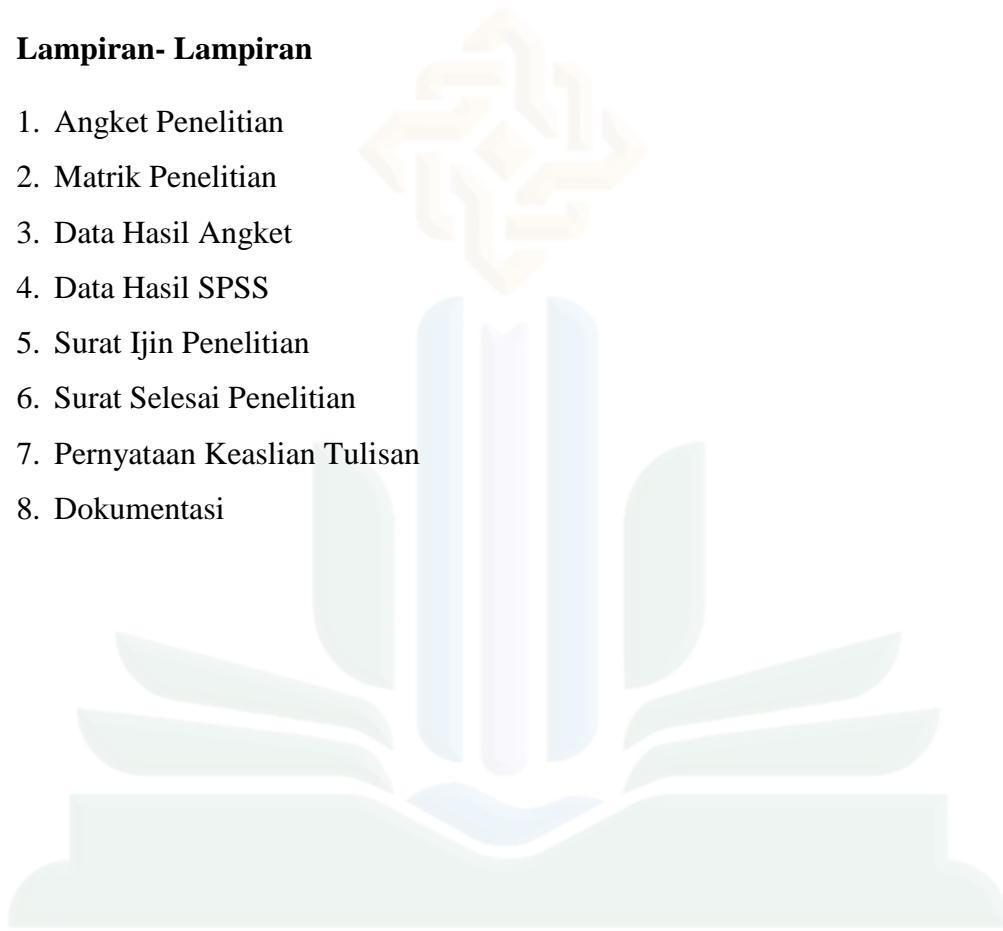 Lampiran- Lampiran
1. Angket Penelitian
2. Matrik Penelitian
3. Data Hasil Angket
4. Data Hasil SPSS
5. Surat Ijin Penelitian
6. Surat Selesai Penelitian
7. Pernyataan Keaslian Tulisan
8. Dokumentasi